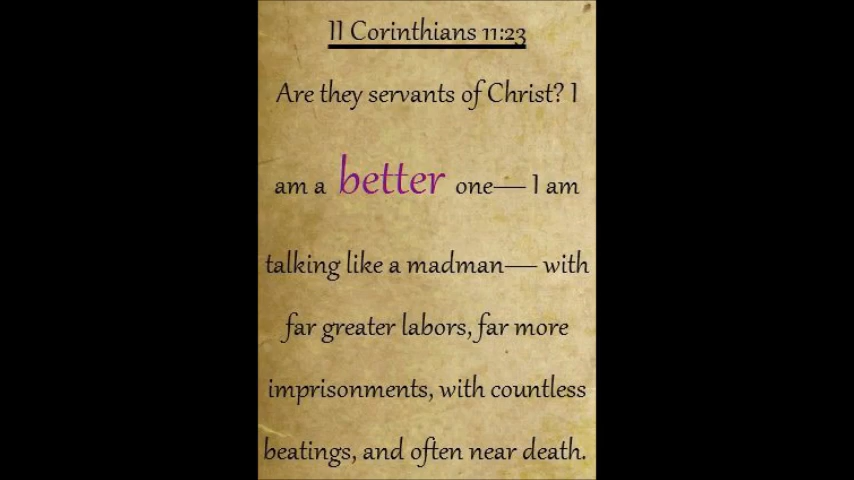 II Corinthians 11:23
Are they servants of Christ? I
am a better one— I am
talking like a madman— with
far greater labors, far more
imprisonments, with countless
beatings, and often near death.